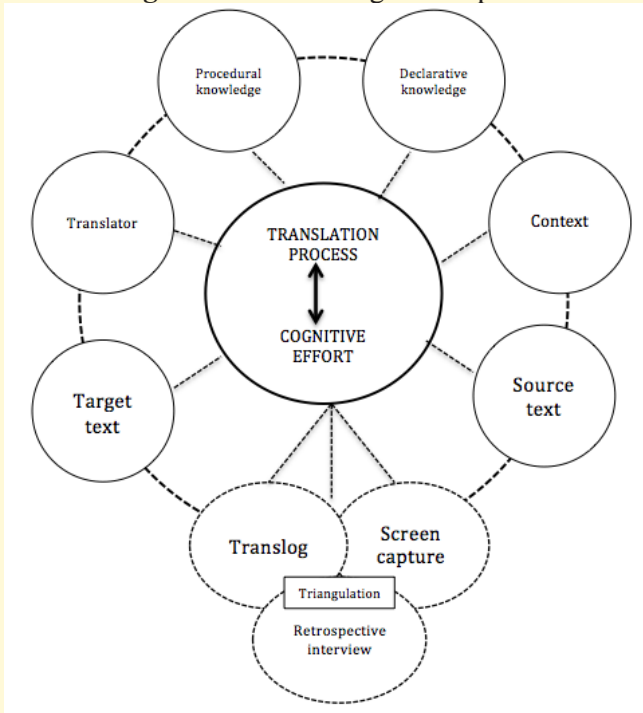 Procedural
knowledge
Declarative
knowledge
Translator
Context
TRANSLATION
PROCESS
COGNITIVE
EFFORT
Target
text
Source
text
Translog
Screen
capture
Triangulation
Retrospective
interview